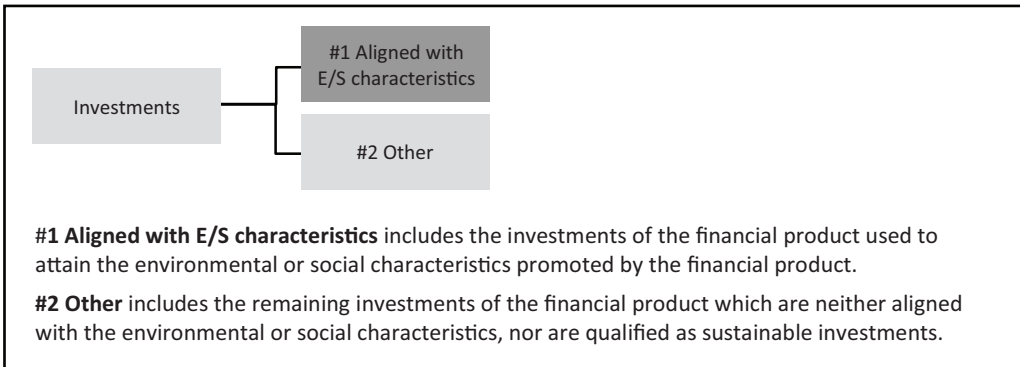 #1 Aligned with
E/S characteristics
Investments
#2 Other
#1 Aligned with E/S characteristics includes the investments of the financial product used to
attain the environmental or social characteristics promoted by the financial product.
#2 Other includes the remaining investments of the financial product which are neither aligned
with the environmental or social characteristics, nor are qualified as sustainable investments.